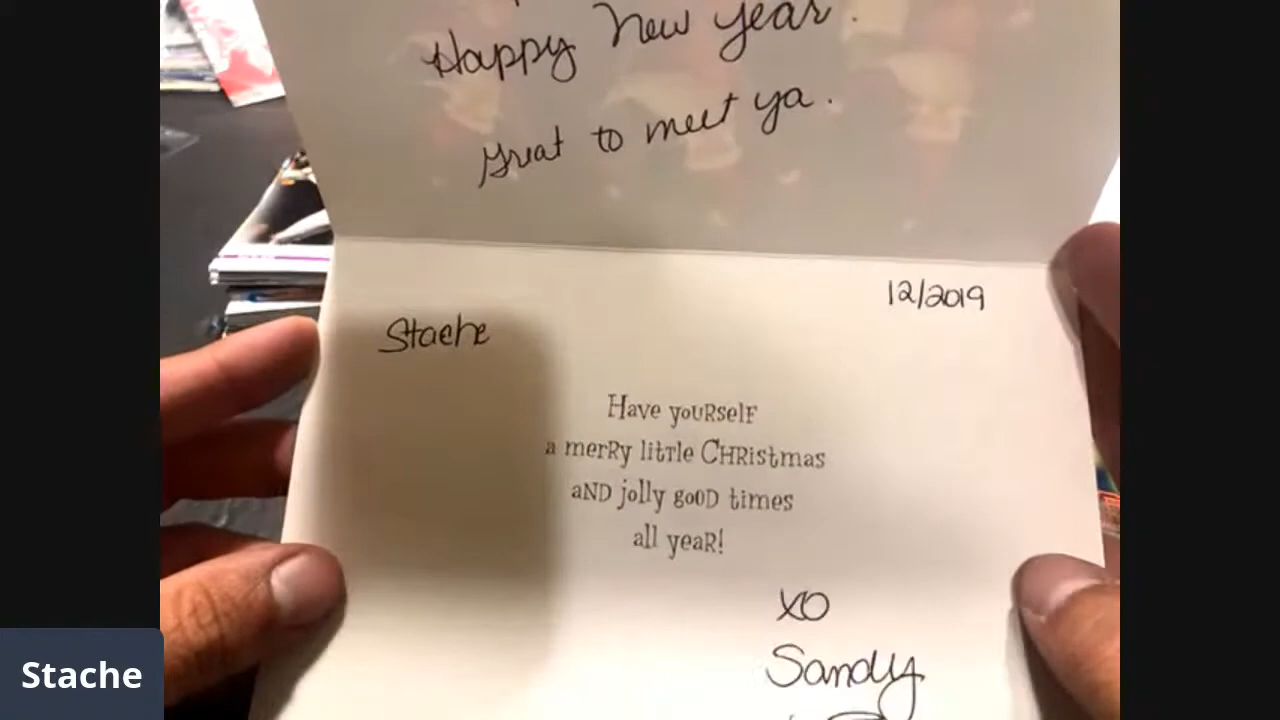 Happy New Year.
Great to meet ya.
12/2019
Stache
Have yourself
a merry little Christmas
and jolly good times
all year!
XO
Sandy
Stache